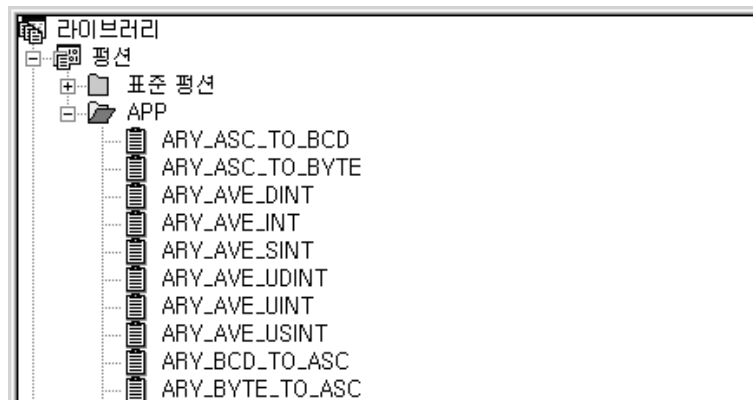 라이브러리
펑션
표준 펑션
APP
ARY_ASC_TO_BCD
ARY_ASC_TO_BYTE
ARY_AVE_DINT
ARY_AVE_INT
ARY_AVE_SINT
ARY_AVE_UDINT
ARY_AVE_UINT
ARY_AVE_USINT
ARY_BCD_TO_ASC
ARY_BYTE_TO_ASC